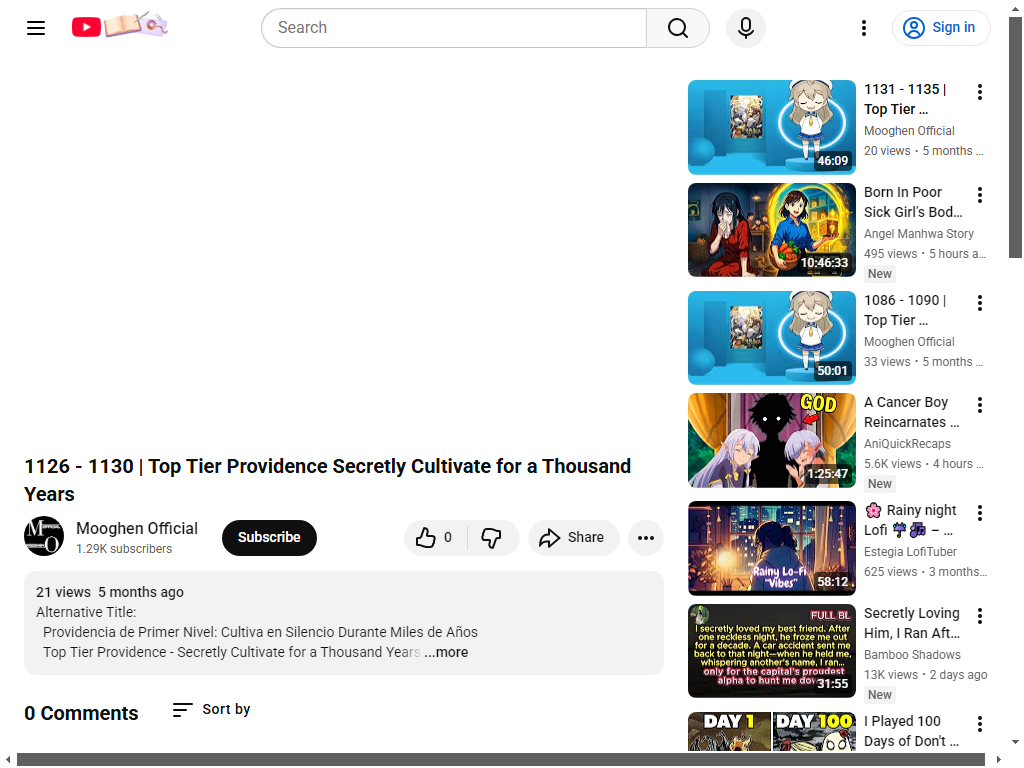 Search
Sign in
1126 - 1130 | Top Tier Providence Secretly Cultivate for a Thousand
Years
Mooghen Official
1.29K subscribers
Subscribe
0
Share
21 views 5 months ago
Alternative Title:
Providencia de Primer Nivel: Cultiva en Silencio Durante Miles de Años
Top Tier Providence - Secretly Cultivate for a Thousand Years ...more
0 Comments
Sort by
46:09
1131 - 1135 |
Top Tier ...
Mooghen Official
20 views • 5 months ...
10:46:33
Born In Poor
Sick Girl's Bod...
Angel Manhwa Story
495 views • 5 hours a...
New
50:01
1086 - 1090 |
Top Tier ...
Mooghen Official
33 views • 5 months ...
GOD
1:25:47
A Cancer Boy
Reincarnates ...
AniQuickRecaps
5.6K views • 4 hours ...
New
Rainy Lo-Fi
"Vibes"
58:12
🌸 Rainy night
Lofi ☔🎶 – ...
Estegia LofiTuber
625 views • 3 months...
FULL BL
I secretly loved my best friend. After
one reckless night, he froze me out
for a decade. A car accident sent me
back to that night—when he held me,
whispering another's name, I ran...
only for the capital's proudest
alpha to hunt me
31:55
Secretly Loving
Him, I Ran Aft...
Bamboo Shadows
13K views • 2 days ago
New
DAY 1
DAY 100
I Played 100
Days of Don't ...